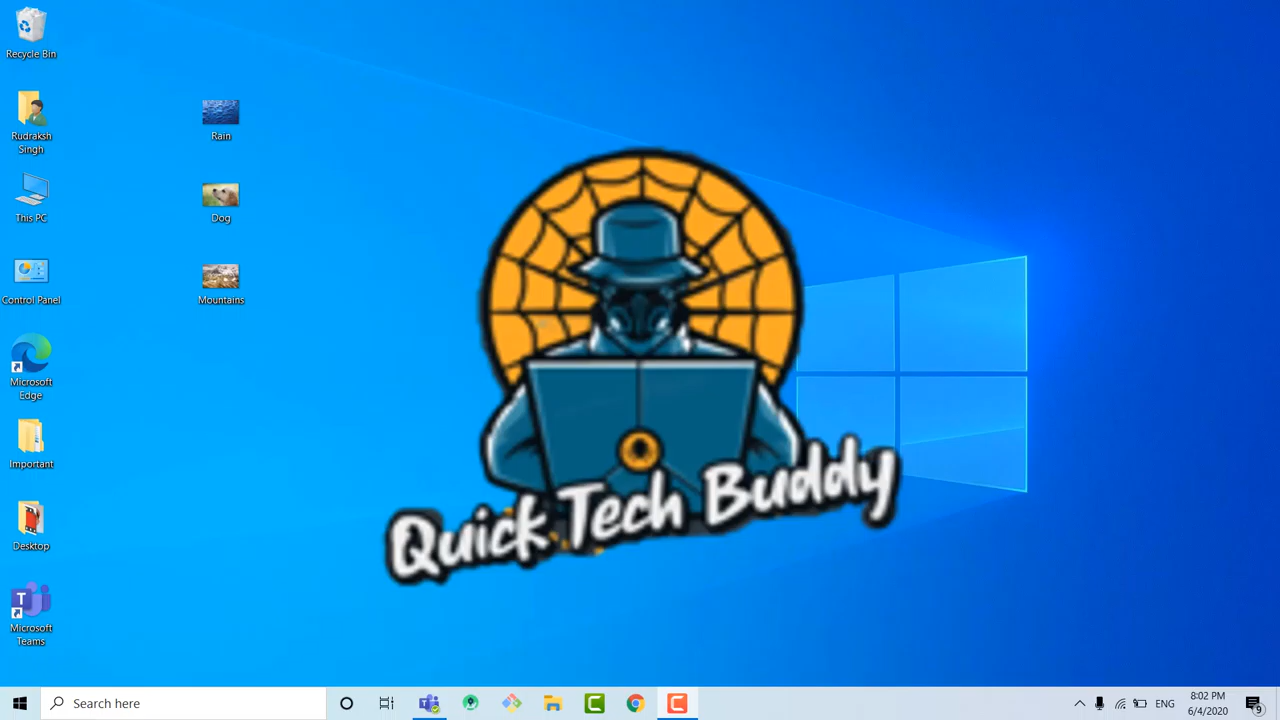 Recycle Bin
Rudraksh
Singh
This PC
Control Panel
Microsoft
Edge
Important
Desktop
Microsoft
Teams
Rain
Dog
Mountains
Quick Tech Buddy
Search here
ENG
8:02 PM
6/4/2020
9